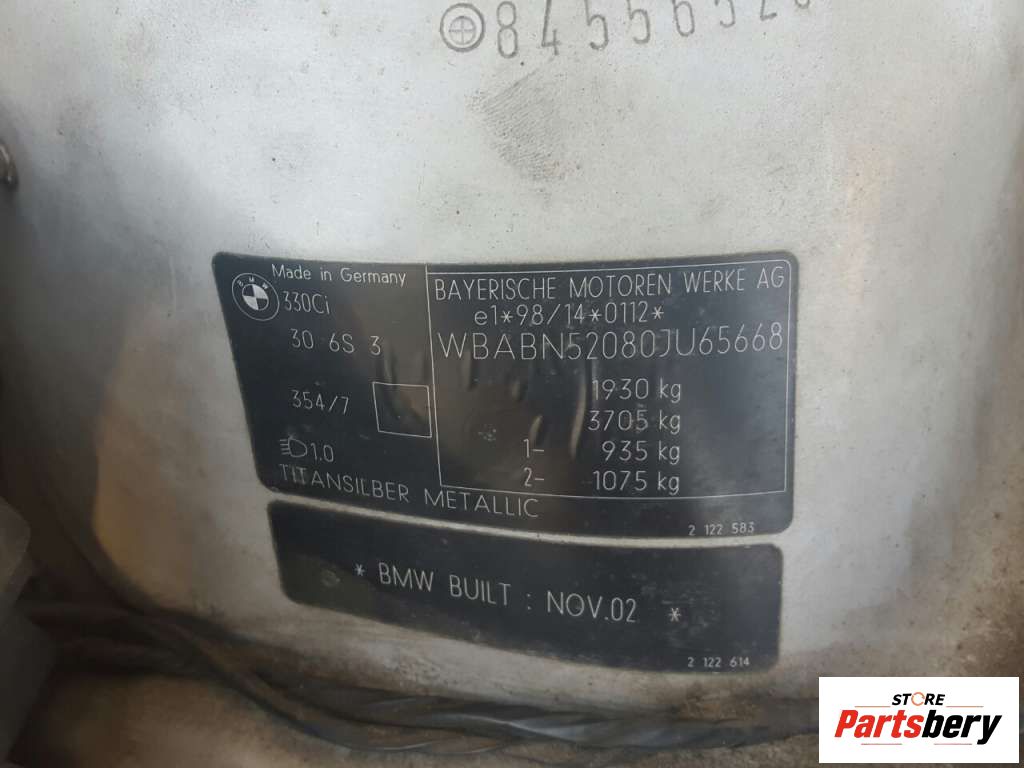 8455652
Made in Germany
330Ci
30 6S 3
354/7
1.0
TITANSILBER METALLIC
BAYERISCHE MOTOREN WERKE AG
e1*98/14*0112*
WBABN52080JU65668
1930 kg
3705 kg
1- 935 kg
2- 1075 kg
2 122 583
* BMW BUILT : NOV.02 *
2 122 614
STORE
Partsbery